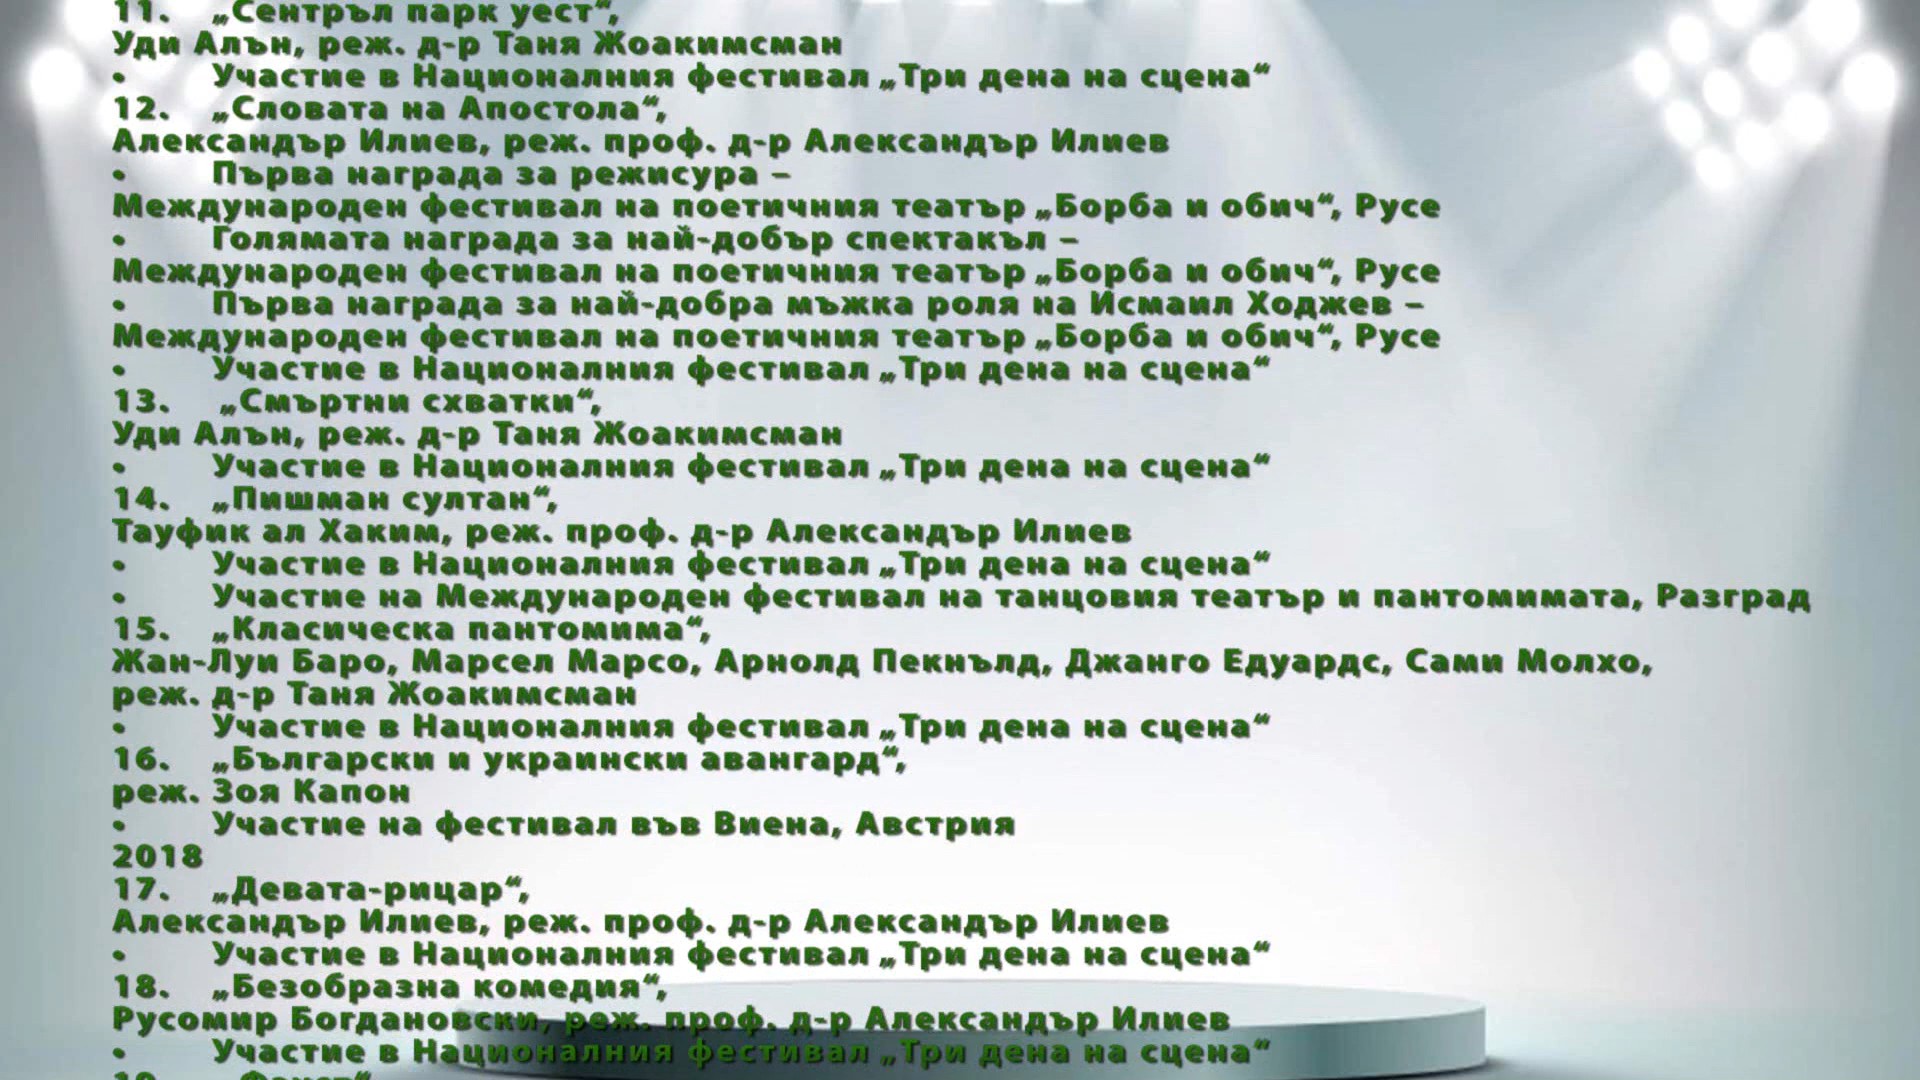 11. „Сентръл парк уест“,
Уди Алън, реж. д-р Таня Жоакимсман
• Участие в Националния фестивал „Три дена на сцена“
12. „Словата на Апостола“,
Александър Илиев, реж. проф. д-р Александър Илиев
• Първа награда за режисура –
Международен фестивал на поетичния театър „Борба и обич“, Русе
• Голямата награда за най-добър спектакъл –
Международен фестивал на поетичния театър „Борба и обич“, Русе
• Първа награда за най-добра мъжка роля на Исмаил Ходжев –
Международен фестивал на поетичния театър „Борба и обич“, Русе
• Участие в Националния фестивал „Три дена на сцена“
13. „Смъртни схватки“,
Уди Алън, реж. д-р Таня Жоакимсман
• Участие в Националния фестивал „Три дена на сцена“
14. „Пишман султан“,
Тауфик ал Хаким, реж. проф. д-р Александър Илиев
• Участие в Националния фестивал „Три дена на сцена“
• Участие на Международен фестивал на танцовия театър и пантомимата, Разград
15. „Класическа пантомима“,
Жан-Луи Баро, Марсел Марсо, Арнолд Пекнълд, Джанго Едуардс, Сами Молхо,
реж. д-р Таня Жоакимсман
• Участие в Националния фестивал „Три дена на сцена“
16. „Български и украински авангард“,
реж. Зоя Капон
• Участие на фестивал във Виена, Австрия
2018
17. „Девата-рицар“,
Александър Илиев, реж. проф. д-р Александър Илиев
• Участие в Националния фестивал „Три дена на сцена“
18. „Безобразна комедия“,
Русомир Богдановски, реж. проф. д-р Александър Илиев
• Участие в Националния фестивал „Три дена на сцена“